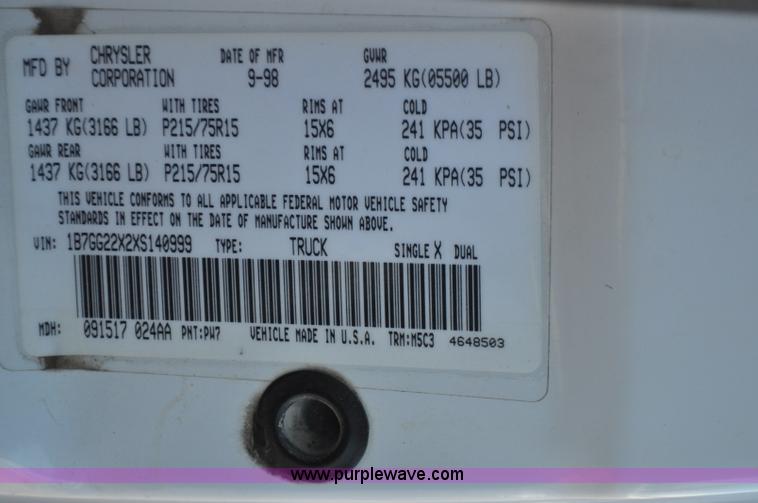 MFD BY CHRYSLER CORPORATION DATE OF MFR 9-98 GVWR 2495 KG(05500 LB)
GAWR FRONT WITH TIRES RIMS AT COLD
1437 KG(3166 LB) P215/75R15 15X6 241 KPA(35 PSI)
GAWR REAR WITH TIRES RIMS AT COLD
1437 KG(3166 LB) P215/75R15 15X6 241 KPA(35 PSI)
THIS VEHICLE CONFORMS TO ALL APPLICABLE FEDERAL MOTOR VEHICLE SAFETY
STANDARDS IN EFFECT ON THE DATE OF MANUFACTURE SHOWN ABOVE.
VIN: 1B7GG22X2XS140999 TYPE: TRUCK SINGLE X DUAL
MDH: 091517 024AA PNT:PW7 VEHICLE MADE IN U.S.A. TRM:M5C3 4648503
www.purplewave.com